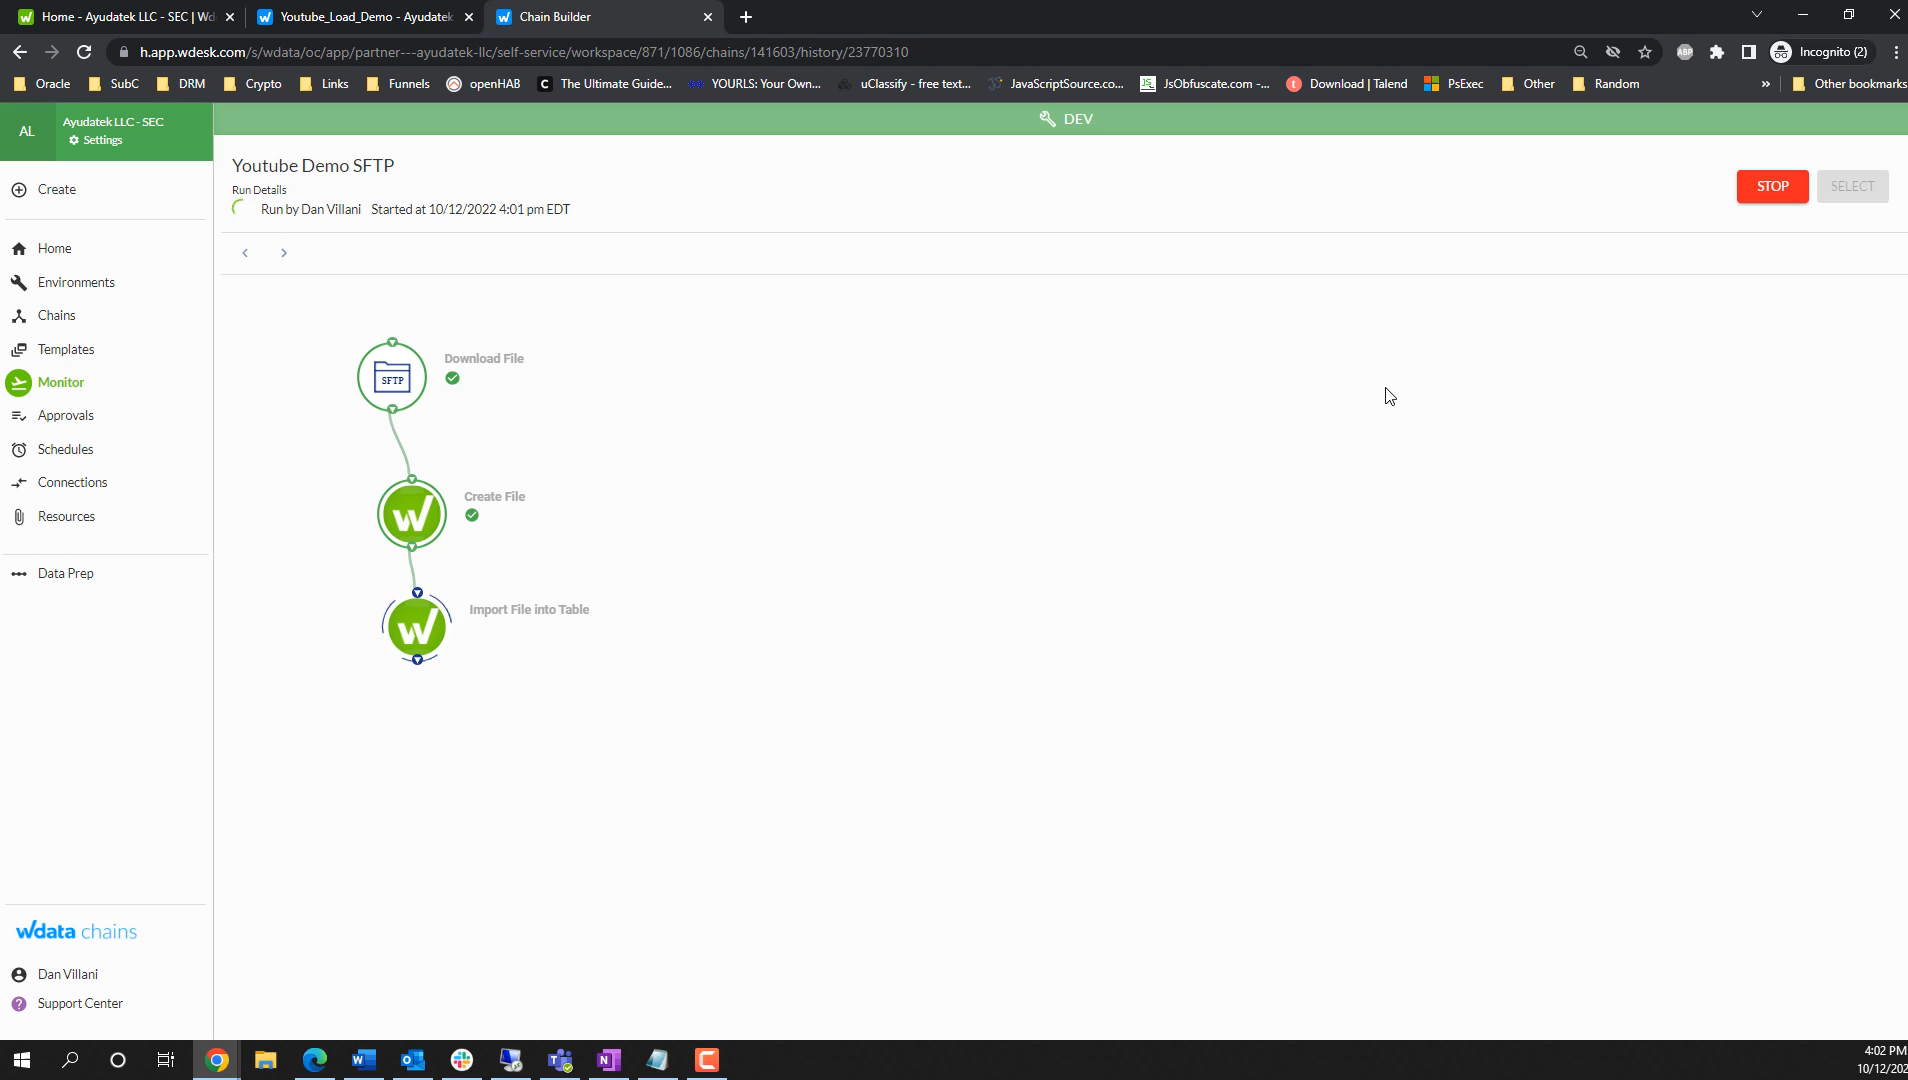 Home - Ayudatek LLC - SEC | Wd
Youtube_Load_Demo - Ayudatek
Chain Builder
h.app.wdesk.com/s/wdata/oc/app/partner---ayudatek-llc/self-service/workspace/871/1086/chains/141603/history/23770310
ABP
Incognito (2)
Oracle
SubC
DRM
Crypto
Links
Funnels
openHAB
C
The Ultimate Guide...
YOURLS: Your Own...
uClassify - free text...
JavaScriptSource.co...
JS
JsObfuscate.com -...
t
Download | Talend
PsExec
Other
Random
»
Other bookmarks
AL
Ayudatek LLC - SEC
Settings
DEV
Youtube Demo SFTP
Run Details
Run by Dan Villani Started at 10/12/2022 4:01 pm EDT
STOP
SELECT
Create
Home
Environments
Chains
Templates
Monitor
Approvals
Schedules
Connections
Resources
Data Prep
SFTP
Download File
w
Create File
w
Import File into Table
wdata chains
Dan Villani
Support Center
4:02 PM
10/12/202